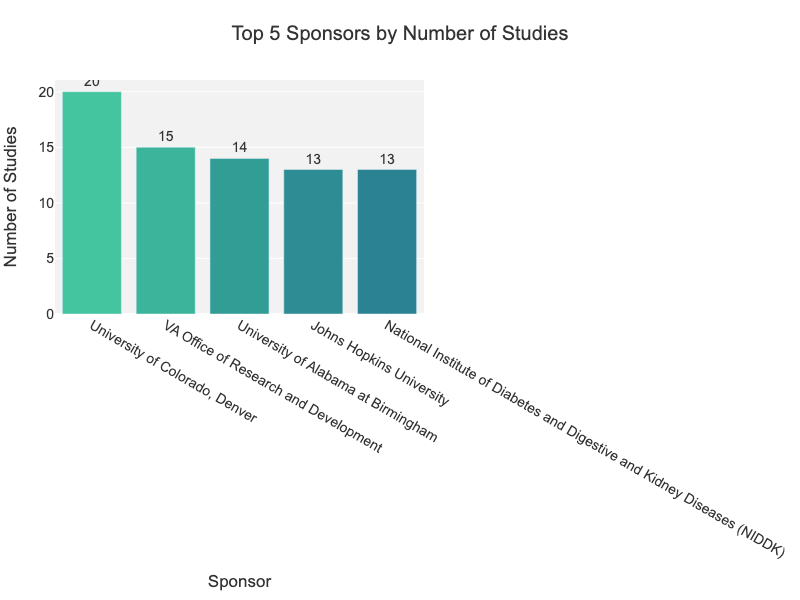 Top 5 Sponsors by Number of Studies
Number of Studies
20
15
10
5
0
20
15
14
13
13
University of Colorado, Denver
VA Office of Research and Development
University of Alabama at Birmingham
Johns Hopkins University
National Institute of Diabetes and Digestive and Kidney Diseases (NIDDK)
Sponsor